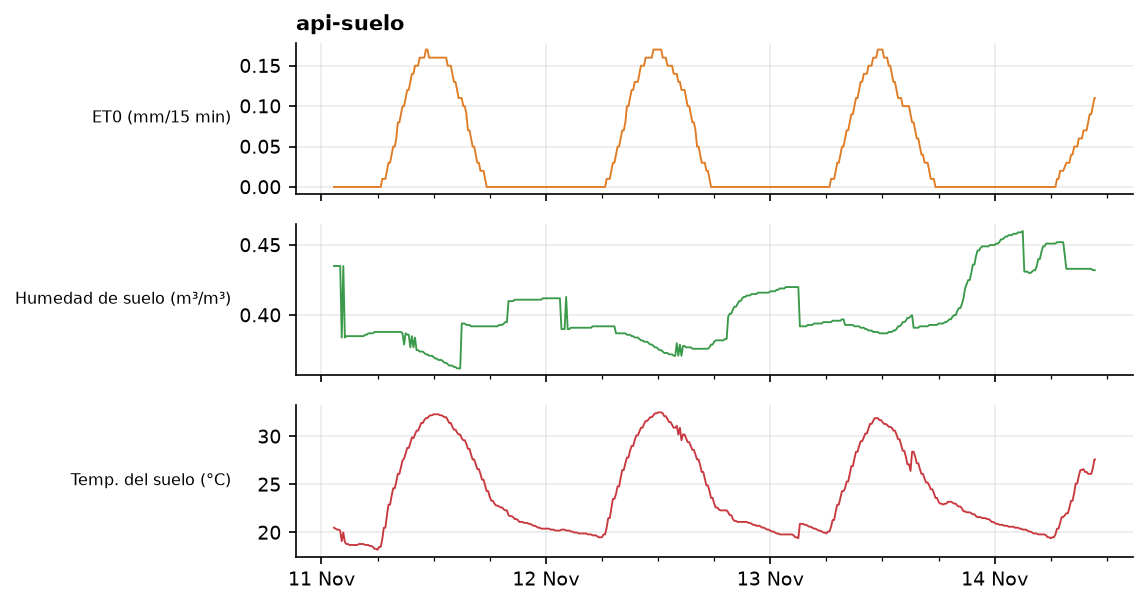 api-suelo
ET0 (mm/15 min)
0.15
0.10
0.05
0.00
Humedad de suelo (m³/m³)
0.45
0.40
Temp. del suelo (°C)
30
25
20
11 Nov
12 Nov
13 Nov
14 Nov